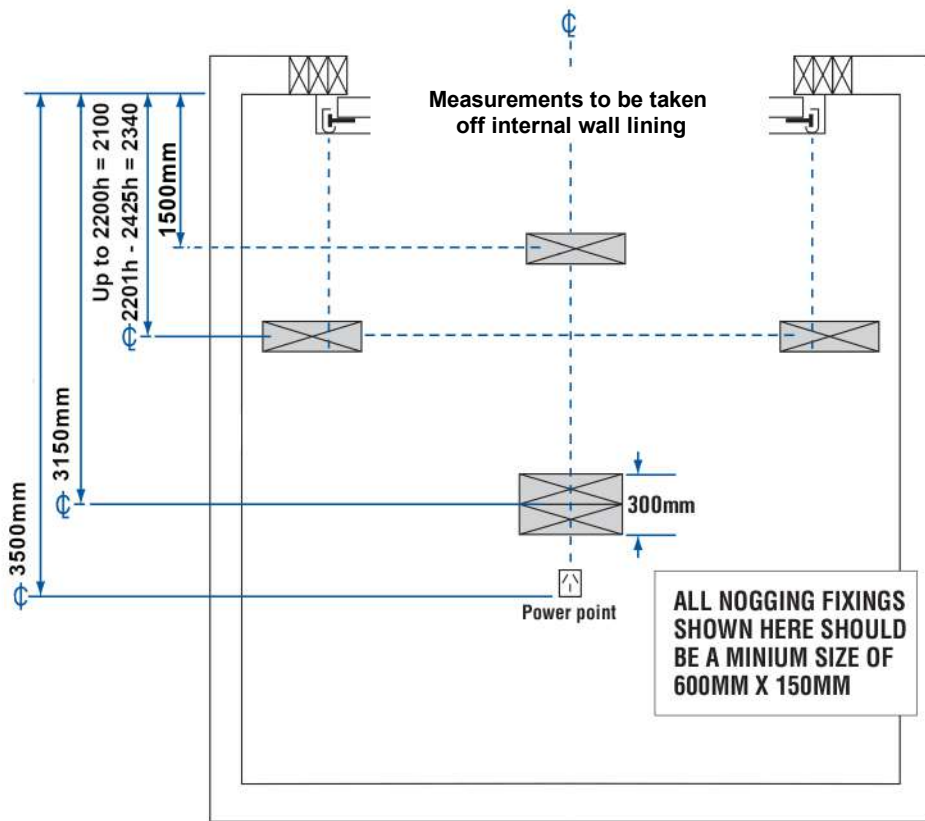 ℄
Measurements to be taken
off internal wall lining
Up to 2200h = 2100
2201h - 2425h = 2340
1500mm
℄
3150mm
℄
3500mm
℄
300mm
Power point
ALL NOGGING FIXINGS
SHOWN HERE SHOULD
BE A MINIUM SIZE OF
600MM X 150MM